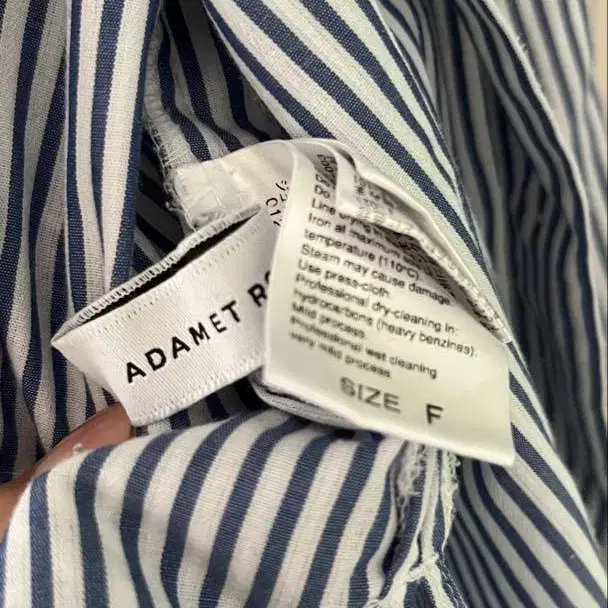 ADAMET
Do
Line
Iron at maximum
temperature (110°C).
Steam may cause damage.
Use press-cloth.
Professional dry-cleaning in:
hydrocarbons (heavy benzines).
Mild process.
Professional wet cleaning
very mild process
SIZE F